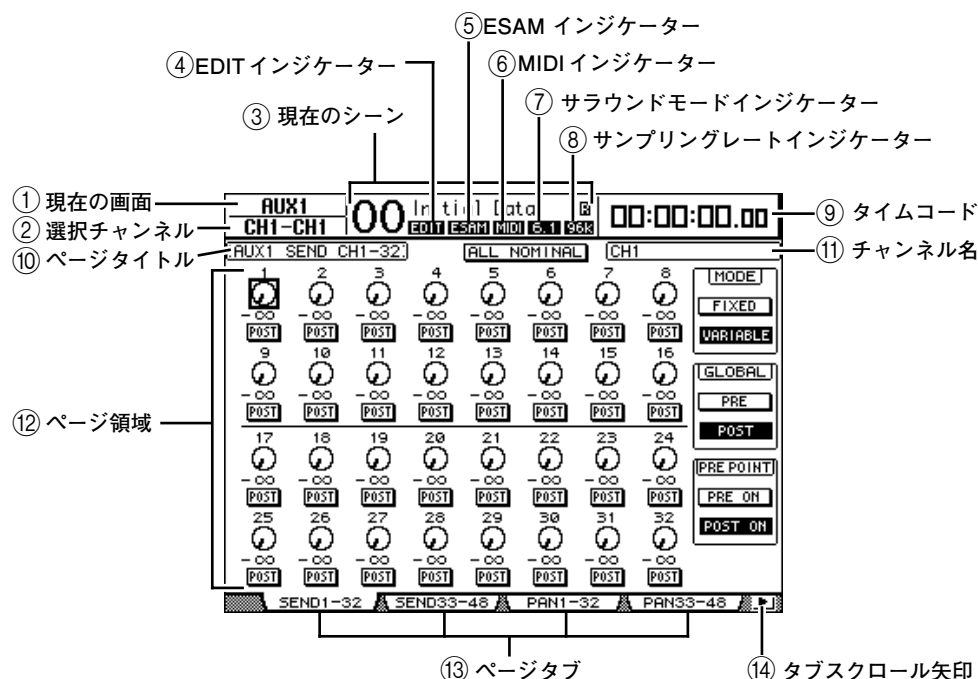 ⑤ESAM インジケーター
④EDITインジケーター
⑥MIDIインジケーター
⑦ サラウンドモードインジケーター
③ 現在のシーン
⑧ サンプリングレートインジケーター
① 現在の画面
② 選択チャンネル
⑩ ページタイトル
⑨ タイムコード
⑪ チャンネル名
⑫ ページ領域
AUX1
CH1-CH1
00 Initial Data R
EDIT ESAM MIDI 6.1 96k
00:00:00.00
AUX1 SEND CH1-32
ALL NOMINAL
CH1
1 2 3 4 5 6 7 8
-∞ -∞ -∞ -∞ -∞ -∞ -∞ -∞
POST POST POST POST POST POST POST POST
9 10 11 12 13 14 15 16
-∞ -∞ -∞ -∞ -∞ -∞ -∞ -∞
POST POST POST POST POST POST POST POST
17 18 19 20 21 22 23 24
-∞ -∞ -∞ -∞ -∞ -∞ -∞ -∞
POST POST POST POST POST POST POST POST
25 26 27 28 29 30 31 32
-∞ -∞ -∞ -∞ -∞ -∞ -∞ -∞
POST POST POST POST POST POST POST POST
MODE
FIXED
VARIABLE
GLOBAL
PRE
POST
PRE POINT
PRE ON
POST ON
SEND1-32 SEND33-48 PAN1-32 PAN33-48
⑬ ページタブ
⑭ タブスクロール矢印